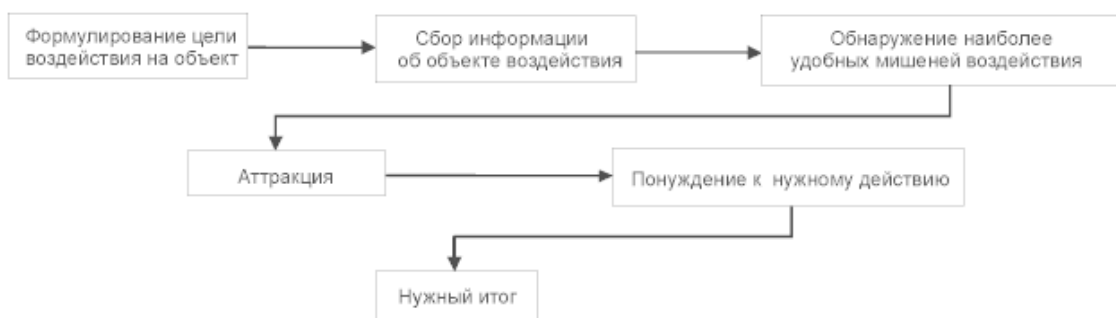 Формулирование цели
воздействия на объект
Сбор информации
об объекте воздействия
Обнаружение наиболее
удобных мишеней воздействия
Аттракция
Понуждение к нужному действию
Нужный итог